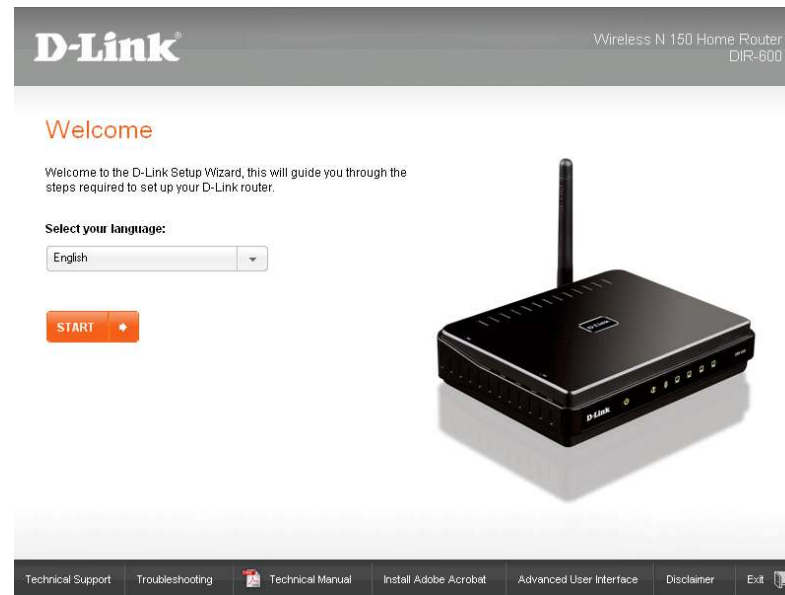 D-Link
Wireless N 150 Home Router
DIR-600
Welcome
Welcome to the D-Link Setup Wizard, this will guide you through the
steps required to set up your D-Link router.
Select your language:
English
START
D-Link
D-Link
Technical Support
Troubleshooting
Technical Manual
Install Adobe Acrobat
Advanced User Interface
Disclaimer
Exit